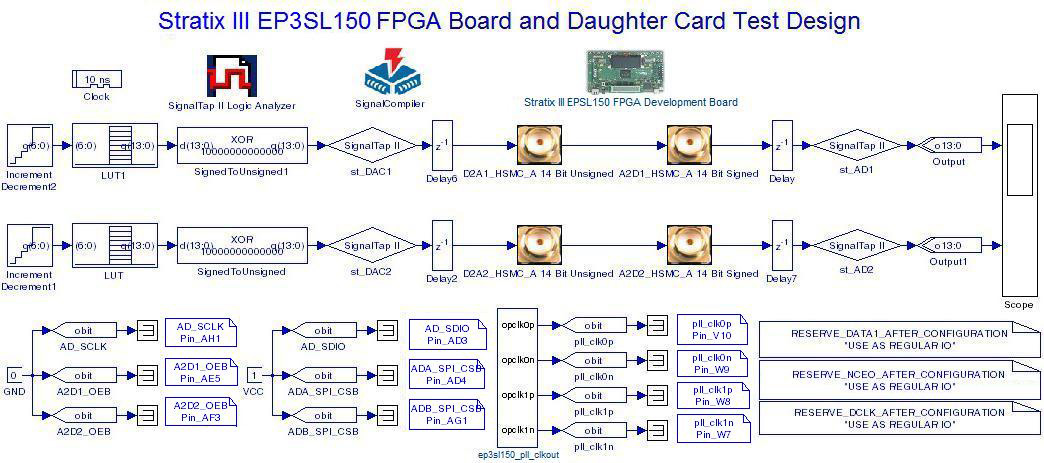 Stratix III EP3SL150 FPGA Board and Daughter Card Test Design
10 ns
Clock
SignalTap II Logic Analyzer
SignalCompiler
Stratix III EPSL150 FPGA Development Board
q(6:0)
Increment
Decrement2
(6:0) q(13:0)
LUT1
d(13:0) XOR q(13:0)
10000000000000
SignedToUnsigned1
SignalTap II
st_DAC1
z-1
Delay6
D2A1_HSMC_A 14 Bit Unsigned
A2D1_HSMC_A 14 Bit Signed
z-1
Delay
SignalTap II
st_AD1
o 13:0
Output
q(6:0)
Increment
Decrement1
(6:0) q(13:0)
LUT
d(13:0) XOR q(13:0)
10000000000000
SignedToUnsigned
SignalTap II
st_DAC2
z-1
Delay2
D2A2_HSMC_A 14 Bit Unsigned
A2D2_HSMC_A 14 Bit Signed
z-1
Delay7
SignalTap II
st_AD2
o 13:0
Output1
Scope
0
GND
obit
AD_SCLK
AD_SCLK
Pin_AH1
obit
A2D1_OEB
A2D1_OEB
Pin_AE5
obit
A2D2_OEB
A2D2_OEB
Pin_AF3
1
VCC
obit
AD_SDIO
AD_SDIO
Pin_AD3
obit
ADA_SPI_CSB
ADA_SPI_CSB
Pin_AD4
obit
ADB_SPI_CSB
ADB_SPI_CSB
Pin_AG1
opclk0p
opclk0n
opclk1p
opclk1n
ep3sl150_pll_clkout
obit
pll_clk0p
pll_clk0p
Pin_V10
obit
pll_clk0n
pll_clk0n
Pin_W9
obit
pll_clk1p
pll_clk1p
Pin_W8
obit
pll_clk1n
pll_clk1n
Pin_W7
RESERVE_DATA1_AFTER_CONFIGURATION
"USE AS REGULAR IO"
RESERVE_NCEO_AFTER_CONFIGURATION
"USE AS REGULAR IO"
RESERVE_DCLK_AFTER_CONFIGURATION
"USE AS REGULAR IO"